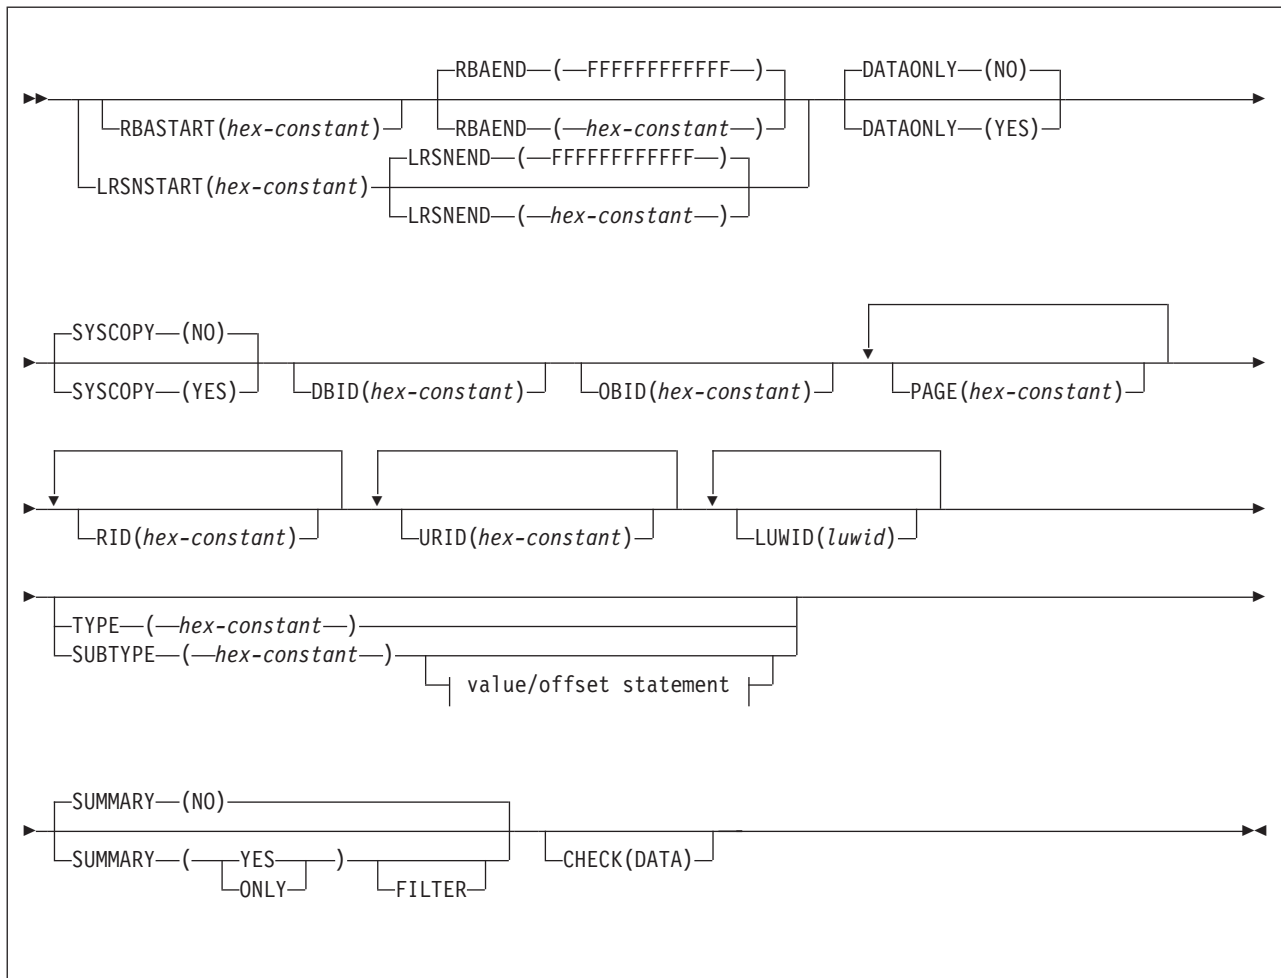 RBAEND ( FFFFFFFFFFFF ) DATAONLY (NO)
RBASTART(hex-constant) RBAEND ( hex-constant ) DATAONLY (YES)
LRSNEND ( FFFFFFFFFFFF )
LRSNSTART(hex-constant)
LRSNEND ( hex-constant )
SYSCOPY (NO)
SYSCOPY (YES) DBID(hex-constant) OBID(hex-constant) PAGE(hex-constant)
RID(hex-constant) URID(hex-constant) LUWID(luwid)
TYPE ( hex-constant )
SUBTYPE ( hex-constant )
value/offset statement
SUMMARY (NO)
SUMMARY ( YES ) CHECK(DATA)
ONLY FILTER